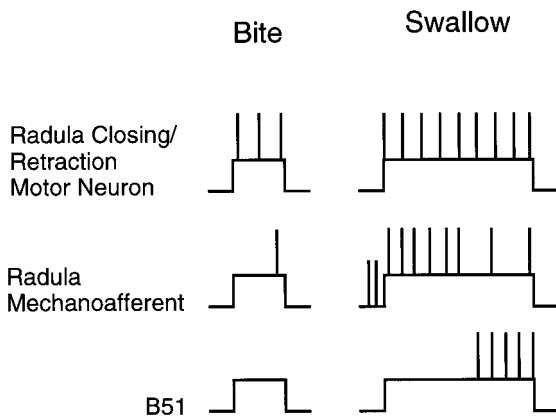 Bite
Swallow
Radula Closing/
Retraction
Motor Neuron
Radula
Mechanoafferent
B51